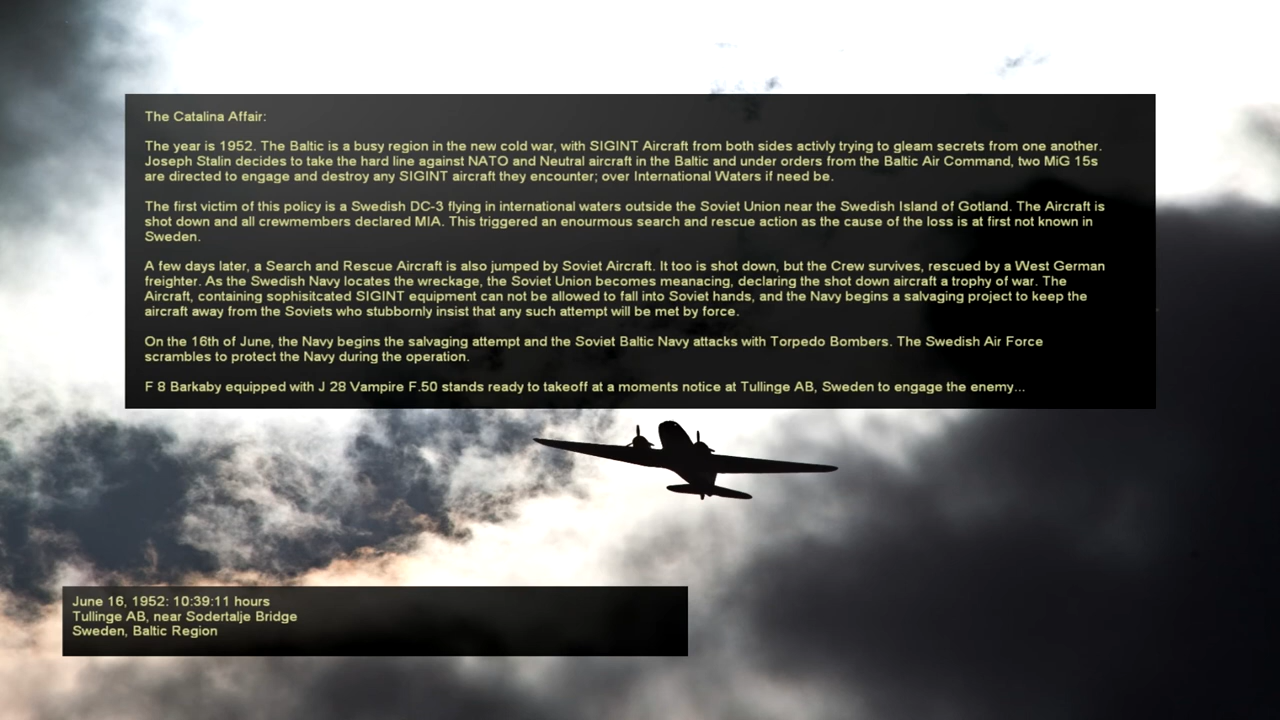 The Catalina Affair:
The year is 1952. The Baltic is a busy region in the new cold war, with SIGINT Aircraft from both sides activly trying to gleam secrets from one another.
Joseph Stalin decides to take the hard line against NATO and Neutral aircraft in the Baltic and under orders from the Baltic Air Command, two MiG 15s
are directed to engage and destroy any SIGINT aircraft they encounter; over International Waters if need be.
The first victim of this policy is a Swedish DC-3 flying in international waters outside the Soviet Union near the Swedish Island of Gotland. The Aircraft is
shot down and all crewmembers declared MIA. This triggered an enourmous search and rescue action as the cause of the loss is at first not known in
Sweden.
A few days later, a Search and Rescue Aircraft is also jumped by Soviet Aircraft. It too is shot down, but the Crew survives, rescued by a West German
freighter. As the Swedish Navy locates the wreckage, the Soviet Union becomes meanacing, declaring the shot down aircraft a trophy of war. The
Aircraft, containing sophisitcated SIGINT equipment can not be allowed to fall into Soviet hands, and the Navy begins a salvaging project to keep the
aircraft away from the Soviets who stubbornly insist that any such attempt will be met by force.
On the 16th of June, the Navy begins the salvaging attempt and the Soviet Baltic Navy attacks with Torpedo Bombers. The Swedish Air Force
scrambles to protect the Navy during the operation.
F 8 Barkaby equipped with J 28 Vampire F.50 stands ready to takeoff at a moments notice at Tullinge AB, Sweden to engage the enemy...
June 16, 1952: 10:39:11 hours
Tullinge AB, near Sodertalje Bridge
Sweden, Baltic Region